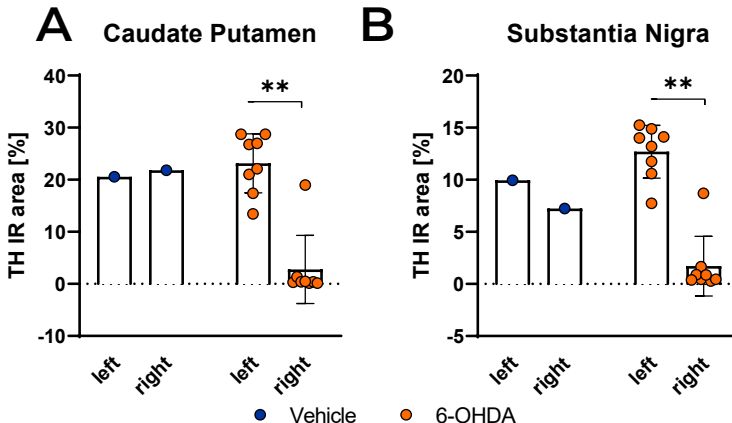 A Caudate Putamen
TH IR area [%]
40
30
20
10
0
-10
**
left
right
left
right
B Substantia Nigra
TH IR area [%]
20
15
10
5
0
-5
**
left
right
left
right
Vehicle 6-OHDA